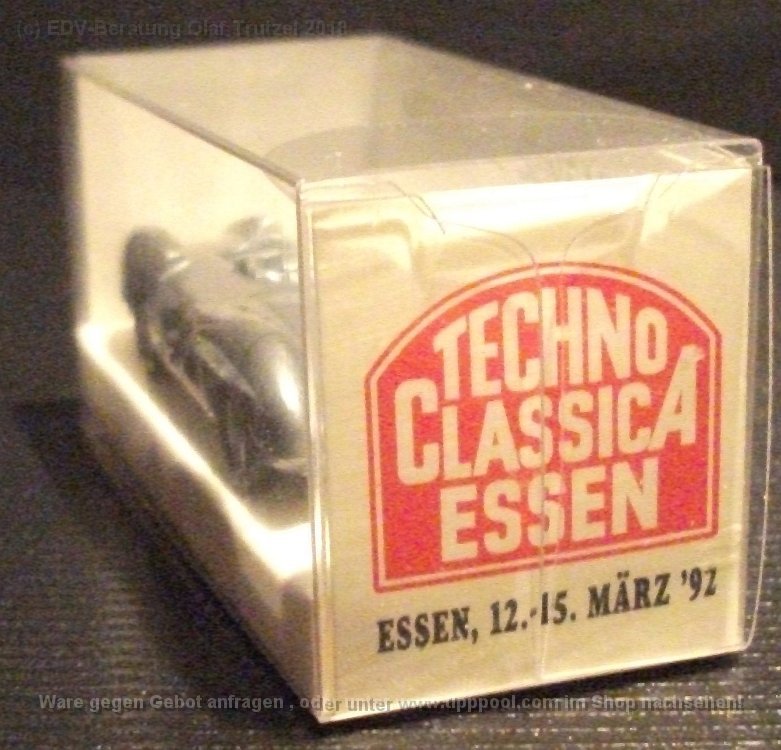 (c) EDV-Beratung Olaf Trutzel 2018
TECHNO
CLASSICA
ESSEN
ESSEN, 12.-15. MÄRZ '92
Ware gegen Gebot anfragen , oder unter www.tipppool.com im Shop nachsehen!